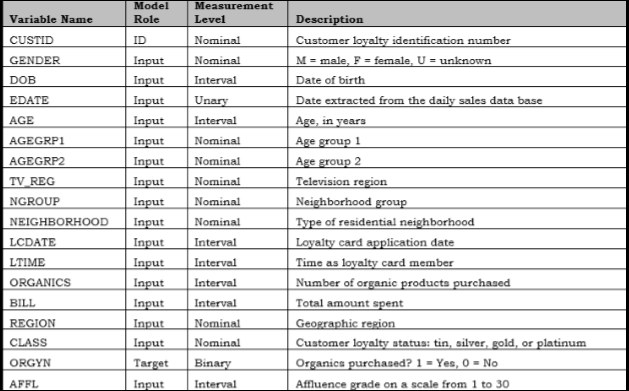 Variable Name Model Role Measurement Level Description
CUSTID ID Nominal Customer loyalty identification number
GENDER Input Nominal M = male, F = female, U = unknown
DOB Input Interval Date of birth
EDATE Input Unary Date extracted from the daily sales data base
AGE Input Interval Age, in years
AGEGRP1 Input Nominal Age group 1
AGEGRP2 Input Nominal Age group 2
TV_REG Input Nominal Television region
NGROUP Input Nominal Neighborhood group
NEIGHBORHOOD Input Nominal Type of residential neighborhood
LCDATE Input Interval Loyalty card application date
LTIME Input Interval Time as loyalty card member
ORGANICS Input Interval Number of organic products purchased
BILL Input Interval Total amount spent
REGION Input Nominal Geographic region
CLASS Input Nominal Customer loyalty status: tin, silver, gold, or platinum
ORGYN Target Binary Organics purchased? 1 = Yes, 0 = No
AFFL Input Interval Affluence grade on a scale from 1 to 30